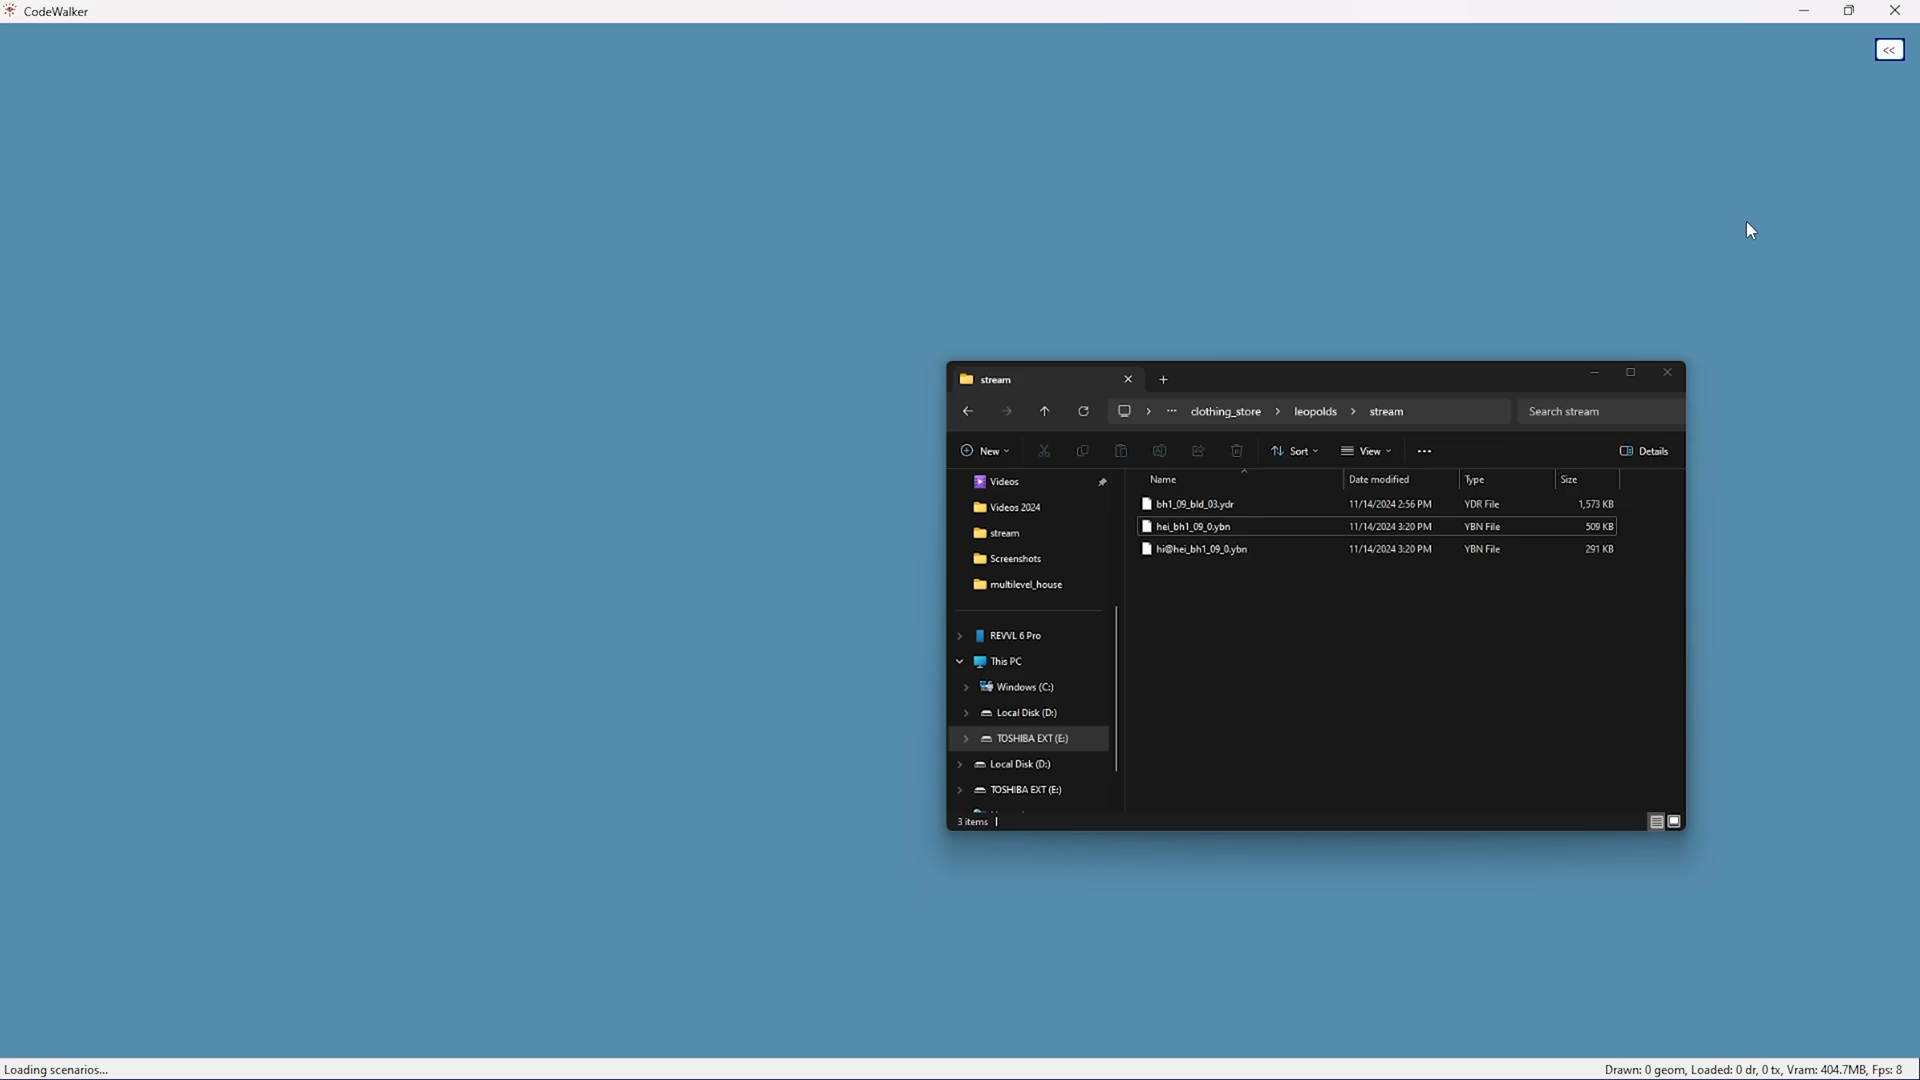 CodeWalker
<<
stream
clothing_store > leopolds > stream
Search stream
New
Sort
View
Details
Videos
Videos 2024
stream
Screenshots
multilevel_house
REVVL 6 Pro
This PC
Windows (C:)
Local Disk (D:)
TOSHIBA EXT (E:)
Local Disk (D:)
TOSHIBA EXT (E:)
Name Date modified Type Size
bh1_09_bld_03.ydr 11/14/2024 2:56 PM YDR File 1,573 KB
hei_bh1_09_0.ybn 11/14/2024 3:20 PM YBN File 509 KB
hi@hei_bh1_09_0.ybn 11/14/2024 3:20 PM YBN File 291 KB
3 items
Loading scenarios...
Drawn: 0 geom, Loaded: 0 dr, 0 tx, Vram: 404.7MB, Fps: 8